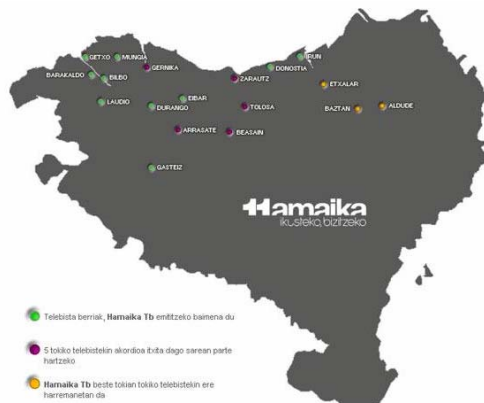 GETXO
MUNGIA
GERNIKA
IRUN
DONOSTIA
ZARAUTZ
BARAKALDO
BILBO
ETXALAR
EIBAR
LAUDIO
DURANGO
TOLOSA
BAZTAN
ALDUDE
ARRASATE
BEASAIN
GASTEIZ
Hamaika
ikusteko, bizitzeko
Telebista berriak, Hamaika Tb emititzeko baimena du
5 tokiko telebistekin akordioa itxita dago sarean parte
hartzeko
Hamaika Tb beste tokian tokiko telebistekin ere
harremanetan da